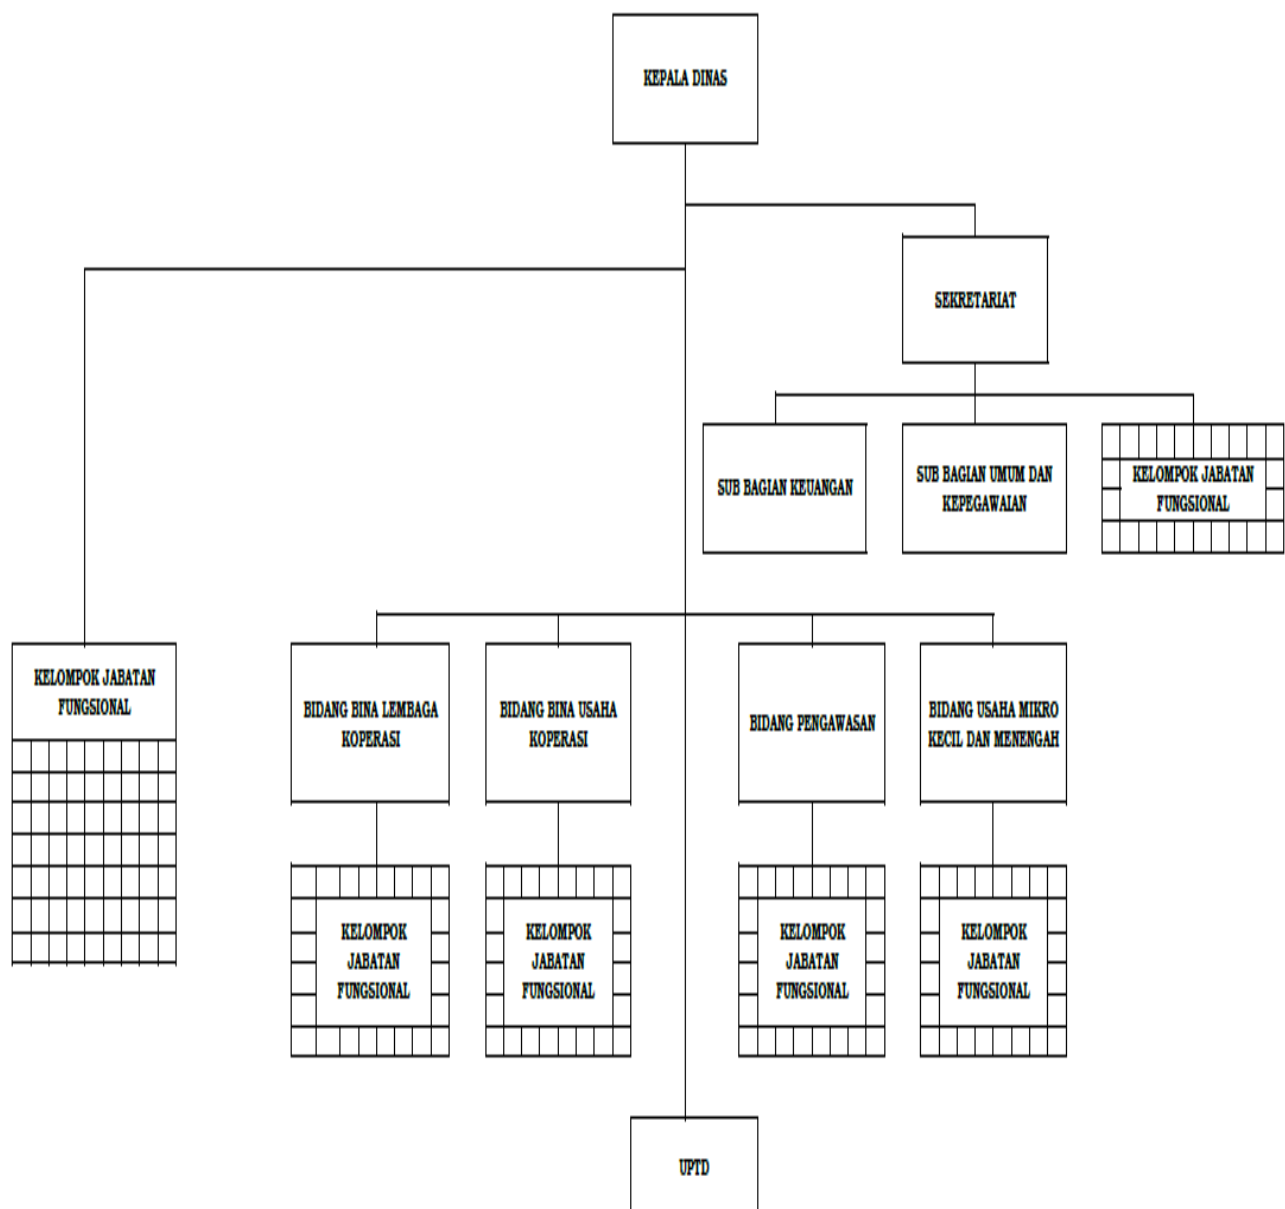 KEPALA DINAS
SEKRETARIAT
SUB BAGIAN KEUANGAN
SUB BAGIAN UMUM DAN
KEPEGAWAIAN
KELOMPOK JABATAN
FUNGSIONAL
KELOMPOK JABATAN
FUNGSIONAL
BIDANG BINA LEMBAGA
KOPERASI
BIDANG BINA USAHA
KOPERASI
BIDANG PENGAWASAN
BIDANG USAHA MIKRO
KECIL DAN MENENGAH
KELOMPOK
JABATAN
FUNGSIONAL
KELOMPOK
JABATAN
FUNGSIONAL
KELOMPOK
JABATAN
FUNGSIONAL
KELOMPOK
JABATAN
FUNGSIONAL
UPTD